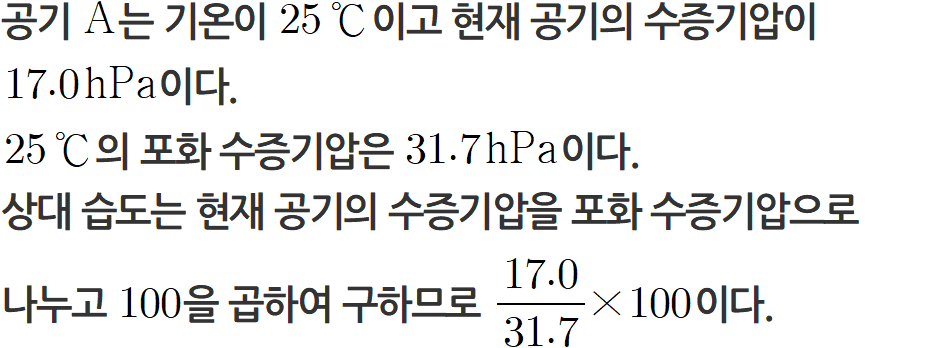 공기 A는 기온이 25℃이고 현재 공기의 수증기압이
17.0hPa이다.
25℃의 포화 수증기압은 31.7hPa이다.
상대 습도는 현재 공기의 수증기압을 포화 수증기압으로
나누고 100을 곱하여 구하므로 \frac{17.0}{31.7}×100이다.